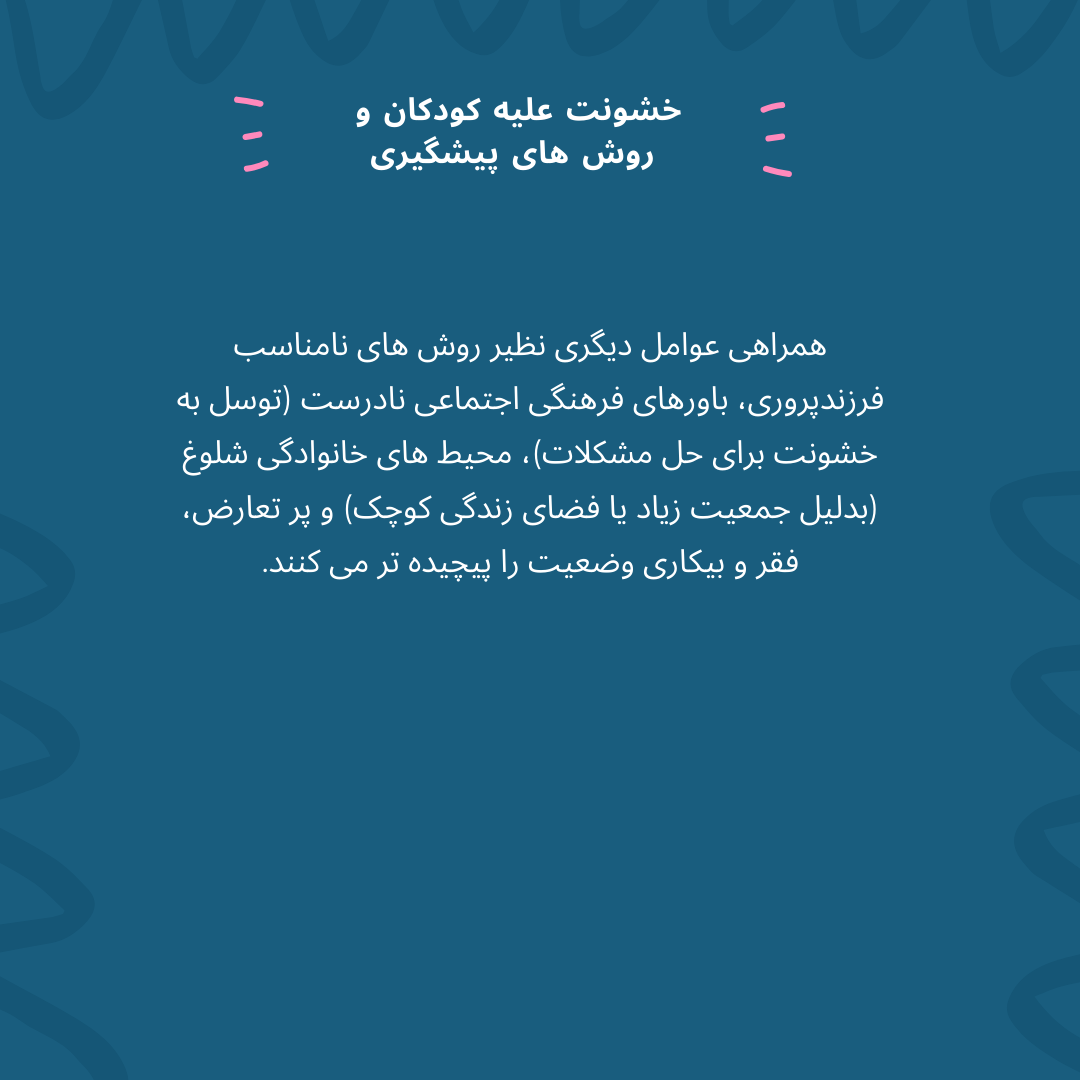 خشونت علیه کودکان و
روش های پیشگیری
همراهی عوامل دیگری نظیر روش های نامناسب
فرزندپروری، باورهای فرهنگی اجتماعی نادرست (توسل به
خشونت برای حل مشکلات)، محیط های خانوادگی شلوغ
(بدلیل جمعیت زیاد یا فضای زندگی کوچک) و پر تعارض،
فقر و بیکاری وضعیت را پیچیده تر می کنند.